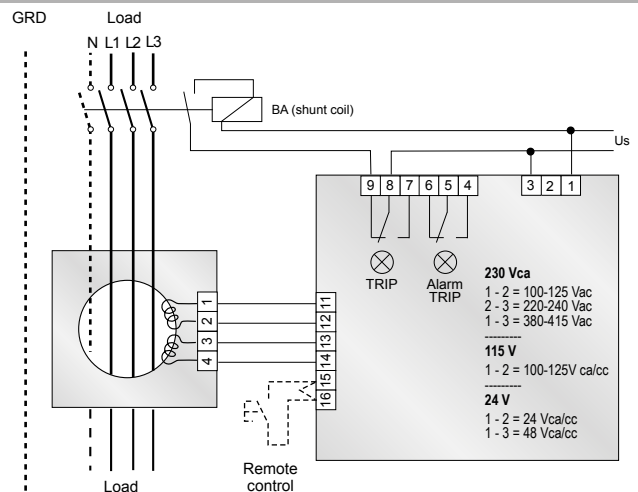 GRD
Load
N L1 L2 L3
BA (shunt coil)
Us
9 8 7 6 5 4
3 2 1
TRIP
Alarm
TRIP
230 Vca
1 - 2 = 100-125 Vac
2 - 3 = 220-240 Vac
1 - 3 = 380-415 Vac
----------
115 V
1 - 2 = 100-125V ca/cc
----------
24 V
1 - 2 = 24 Vca/cc
1 - 3 = 48 Vca/cc
1
2
3
4
11
12
13
14
15
16
Remote
control
Load